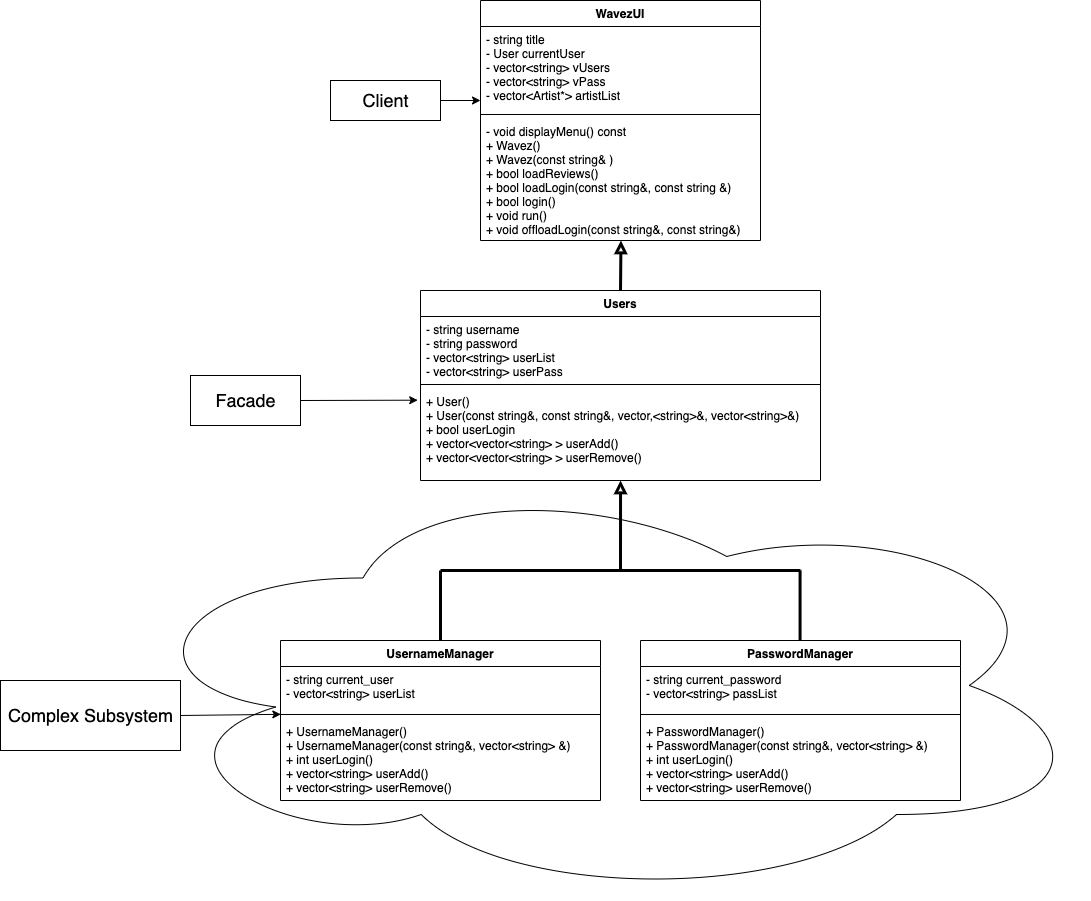 WavezUI
- string title
- User currentUser
- vector<string> vUsers
- vector<string> vPass
- vector<Artist*> artistList
Client
- void displayMenu() const
+ Wavez()
+ Wavez(const string& )
+ bool loadReviews()
+ bool loadLogin(const string&, const string &)
+ bool login()
+ void run()
+ void offloadLogin(const string&, const string&)
Users
- string username
- string password
- vector<string> userList
- vector<string> userPass
Facade
+ User()
+ User(const string&, const string&, vector,<string>&, vector<string>&)
+ bool userLogin
+ vector<vector<string> > userAdd()
+ vector<vector<string> > userRemove()
Complex Subsystem
UsernameManager
- string current_user
- vector<string> userList
+ UsernameManager()
+ UsernameManager(const string&, vector<string> &)
+ int userLogin()
+ vector<string> userAdd()
+ vector<string> userRemove()
PasswordManager
- string current_password
- vector<string> passList
+ PasswordManager()
+ PasswordManager(const string&, vector<string> &)
+ int userLogin()
+ vector<string> userAdd()
+ vector<string> userRemove()